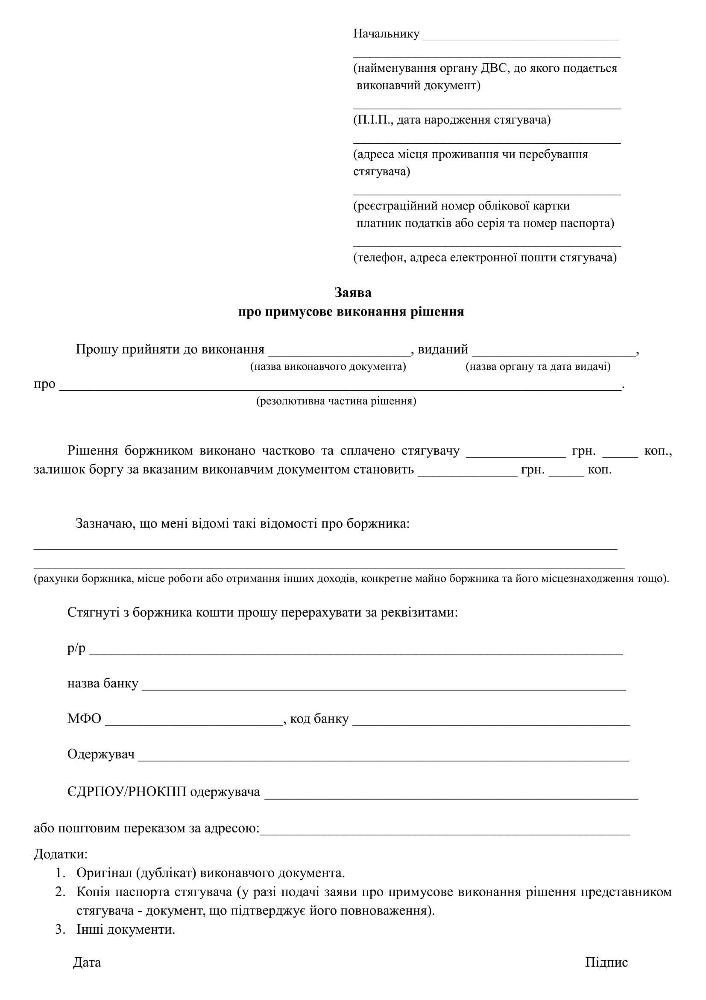 Начальнику ______________________________
_________________________________________
(найменування органу ДВС, до якого подається
виконавчий документ)
_________________________________________
(П.І.П., дата народження стягувача)
_________________________________________
(адреса місця проживання чи перебування
стягувача)
_________________________________________
(реєстраційний номер облікової картки
платник податків або серія та номер паспорта)
_________________________________________
(телефон, адреса електронної пошти стягувача)
Заява
про примусове виконання рішення
Прошу прийняти до виконання ____________________, виданий _______________________,
(назва виконавчого документа) (назва органу та дата видачі)
про _______________________________________________________________________________.
(резолютивна частина рішення)
Рішення боржником виконано частково та сплачено стягувачу ______________ грн. _____ коп.,
залишок боргу за вказаним виконавчим документом становить ______________ грн. _____ коп.
Зазначаю, що мені відомі такі відомості про боржника:
__________________________________________________________________________________
___________________________________________________________________________________
(рахунки боржника, місце роботи або отримання інших доходів, конкретне майно боржника та його місцезнаходження тощо).
Стягнуті з боржника кошти прошу перерахувати за реквізитами:
р/р ___________________________________________________________________________
назва банку ____________________________________________________________________
МФО _________________________, код банку _______________________________________
Одержувач _____________________________________________________________________
ЄДРПОУ/РНОКПП одержувача ______________________________________________________
або поштовим переказом за адресою:____________________________________________________
Додатки:
1. Оригінал (дублікат) виконавчого документа.
2. Копія паспорта стягувача (у разі подачі заяви про примусове виконання рішення представником
стягувача - документ, що підтверджує його повноваження).
3. Інші документи.
Дата Підпис